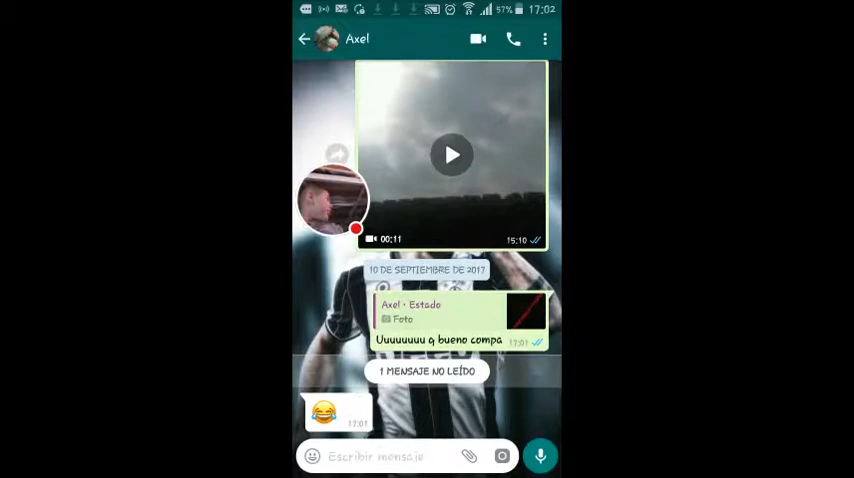 57% 17:02
Axel
00:11 15:10
10 DE SEPTIEMBRE DE 2017
Axel · Estado
Foto
Uuuuuuu q bueno compa 17:01
1 MENSAJE NO LEÍDO
17:01
Escribir mensaje